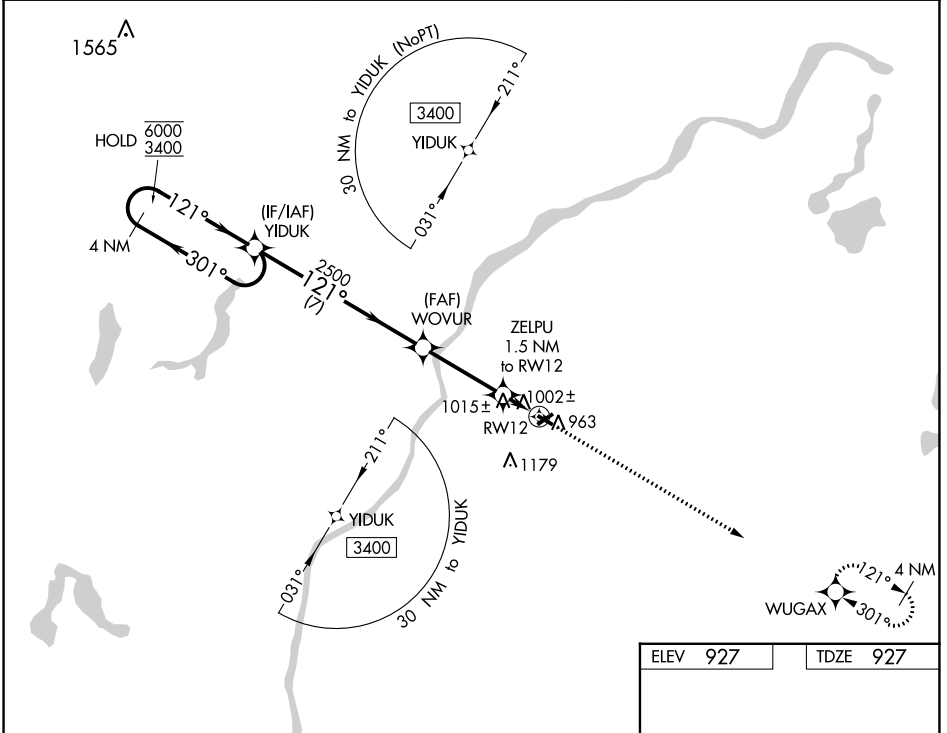 1565
30 NM to YIDUK (NoPT)
211°
3400
YIDUK
031°
HOLD 6000
3400
121°
(IF/IAF)
YIDUK
4 NM
301°
2500
121°
(7)
(FAF)
WOVUR
ZELPU
1.5 NM
to RW12
1015± 1002±
RW12 963
1179
211°
YIDUK
3400
031°
30 NM to YIDUK
121° 4 NM
WUGAX 301°
ELEV 927 TDZE 927